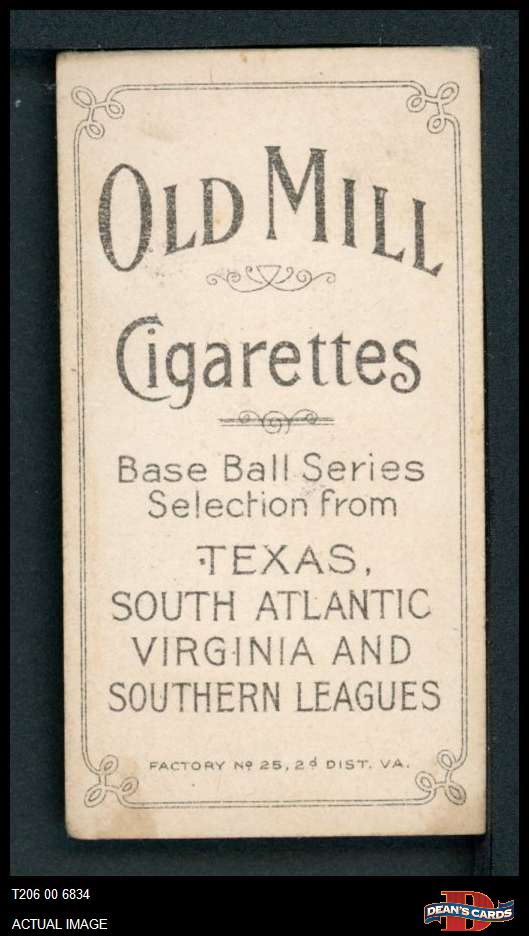 OLD MILL
Cigarettes
Base Ball Series
Selection from
TEXAS,
SOUTH ATLANTIC
VIRGINIA AND
SOUTHERN LEAGUES
FACTORY Nº 25, 2d DIST. VA.
T206 00 6834
ACTUAL IMAGE
D
DEAN'S CARDS